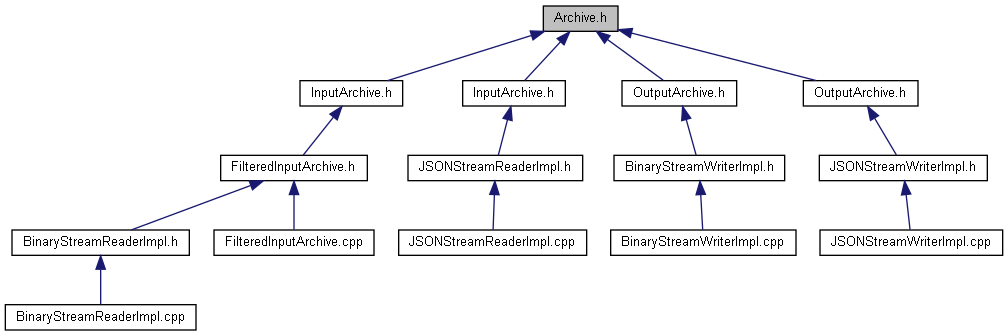 Archive.h
InputArchive.h
InputArchive.h
OutputArchive.h
OutputArchive.h
FilteredInputArchive.h
JSONStreamReaderImpl.h
BinaryStreamWriterImpl.h
JSONStreamWriterImpl.h
BinaryStreamReaderImpl.h
FilteredInputArchive.cpp
JSONStreamReaderImpl.cpp
BinaryStreamWriterImpl.cpp
JSONStreamWriterImpl.cpp
BinaryStreamReaderImpl.cpp